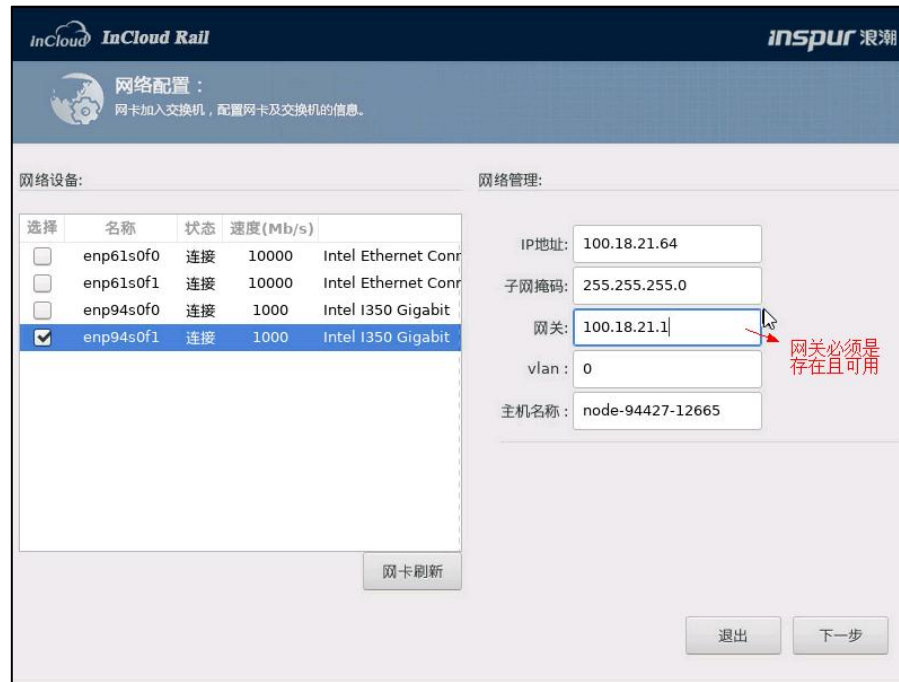 InCloud InCloud Rail
inspur 浪潮
网络配置：
网卡加入交换机，配置网卡及交换机的信息。
网络设备:
网络管理:
选择 名称 状态 速度(Mb/s)
enp61s0f0 连接 10000 Intel Ethernet Conn
enp61s0f1 连接 10000 Intel Ethernet Conn
enp94s0f0 连接 1000 Intel I350 Gigabit
enp94s0f1 连接 1000 Intel I350 Gigabit
IP地址: 100.18.21.64
子网掩码: 255.255.255.0
网关: 100.18.21.1
vlan : 0
主机名称 : node-94427-12665
网关必须是
存在且可用
网卡刷新
退出 下一步